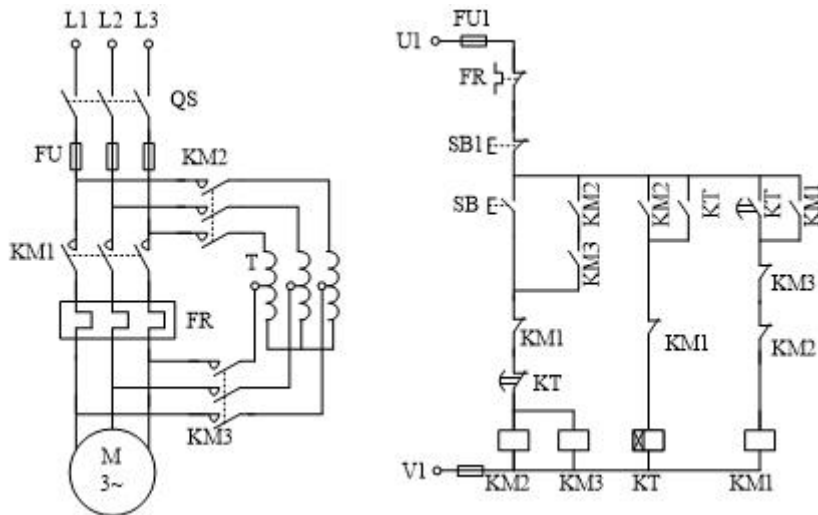 L1 L2 L3
QS
FU
KM2
KM1
T
FR
KM3
M
3~
U1
FU1
FR
SB1
SB
KM2
KM3
KM2
KT
KT
KM1
KM3
KM1
KT
KM1
KM2
V1
KM2 KM3 KT KM1